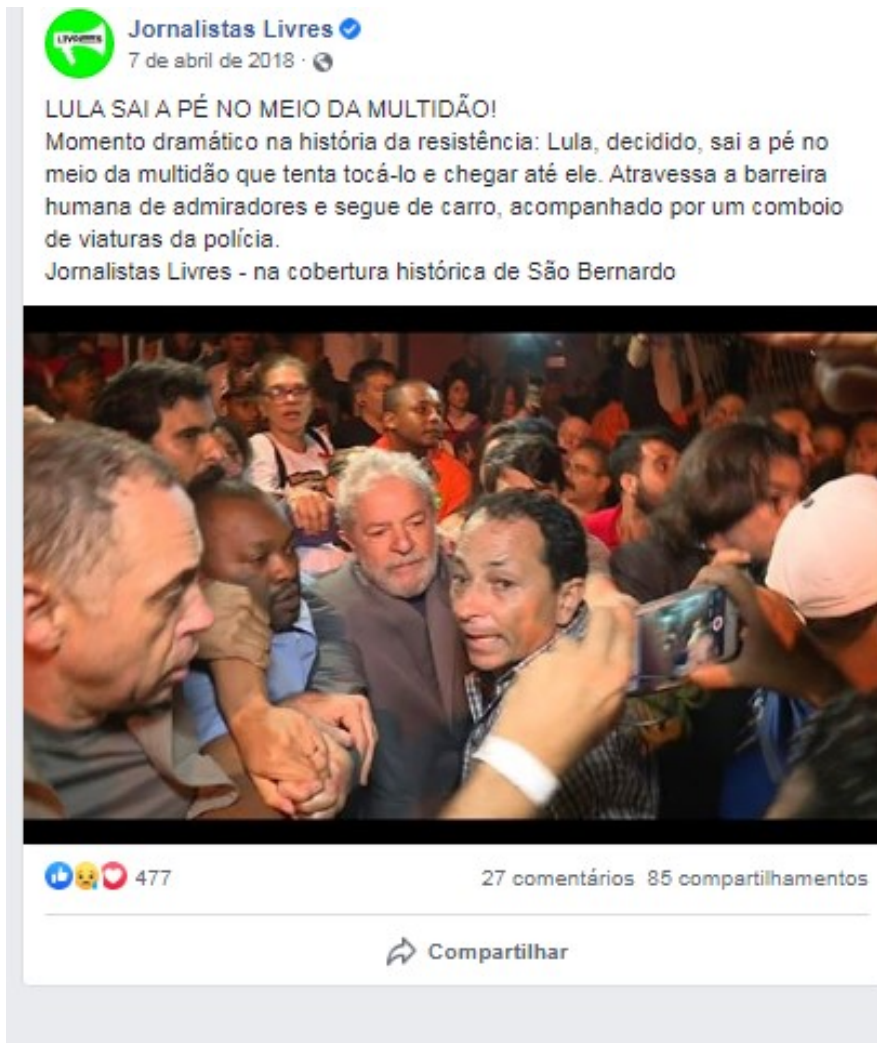 Jornalistas Livres
7 de abril de 2018 ·
LULA SAI A PÉ NO MEIO DA MULTIDÃO!
Momento dramático na história da resistência: Lula, decidido, sai a pé no
meio da multidão que tenta tocá-lo e chegar até ele. Atravessa a barreira
humana de admiradores e segue de carro, acompanhado por um comboio
de viaturas da polícia.
Jornalistas Livres - na cobertura histórica de São Bernardo
477
27 comentários 85 compartilhamentos
Compartilhar